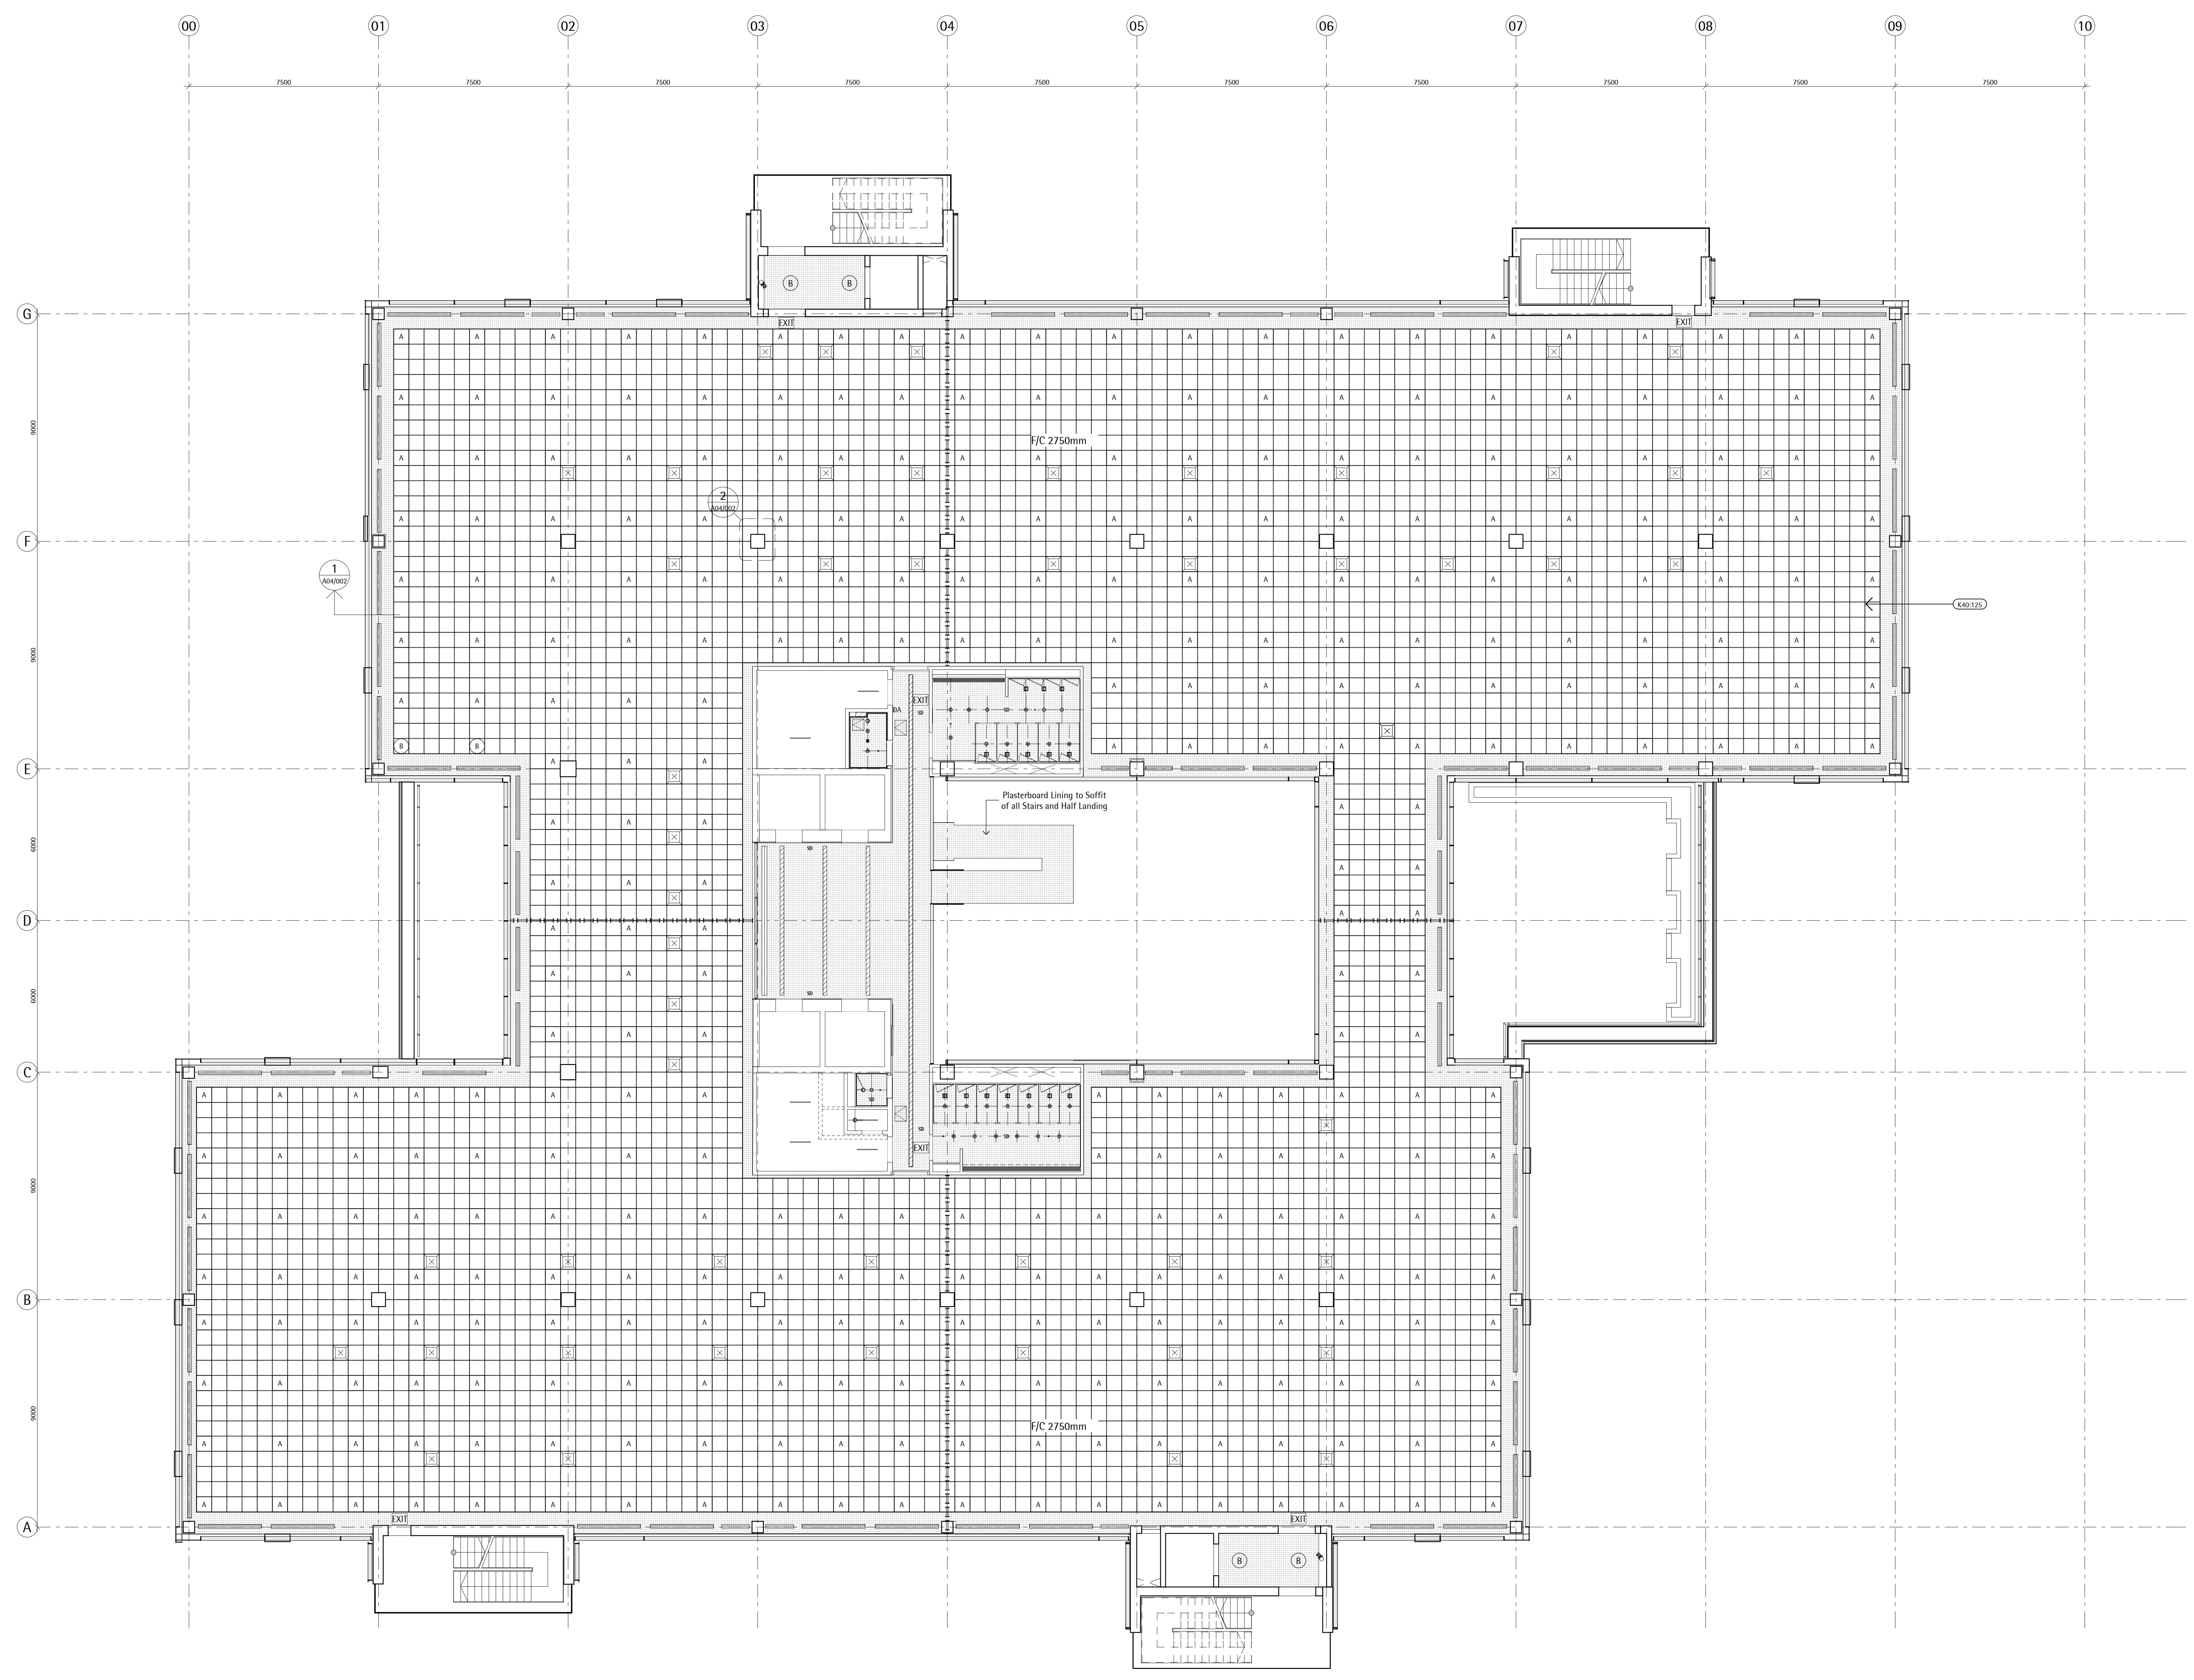 00 01 02 03 04 05 06 07 08 09 10
7500 7500 7500 7500 7500 7500 7500 7500 7500 7500
B B
G
EXIT EXIT
A A A A A A A A A A A A A A A A A A A A A
A A A A A A A A A A A A A A A A A A A A A
9000
F/C 2750mm
A A A A A A A A A A A A A A A A A A A A A
2
A04/002
A A A A A A A A A A A A A A A A A A A A A
F
1
A04/002
A A A A A A A A A A A A A A A A A A A A A
K40:125
A A A A A A A A A A A A A A A A A A A A A
9000
A A A A A A A A A A A
A A A A A EXIT
B B A A A A A A A A A A A
A A A
E
Plasterboard Lining to Soffit
of all Stairs and Half Landing
A A
A A A
6000
A A
A A A
A A
D
A A A
A A A A A
6000
A A A A A
C
A A A A A A A A A A A A A A A
EXIT
A A A A A A A A A A A A A A A
9000
A A A A A A A A A A A A A A A A A A A A
A A A A A A A A A A A A A A A A A A A A
B
A A A A A A A A A A A A A A A A A A A A
A A A A A A A A A A A A A A A A A A A A
9000
F/C 2750mm
A A A A A A A A A A A A A A A A A A A A
A A A A A A A A A A A A A A A A A A A A
EXIT EXIT
A
B B